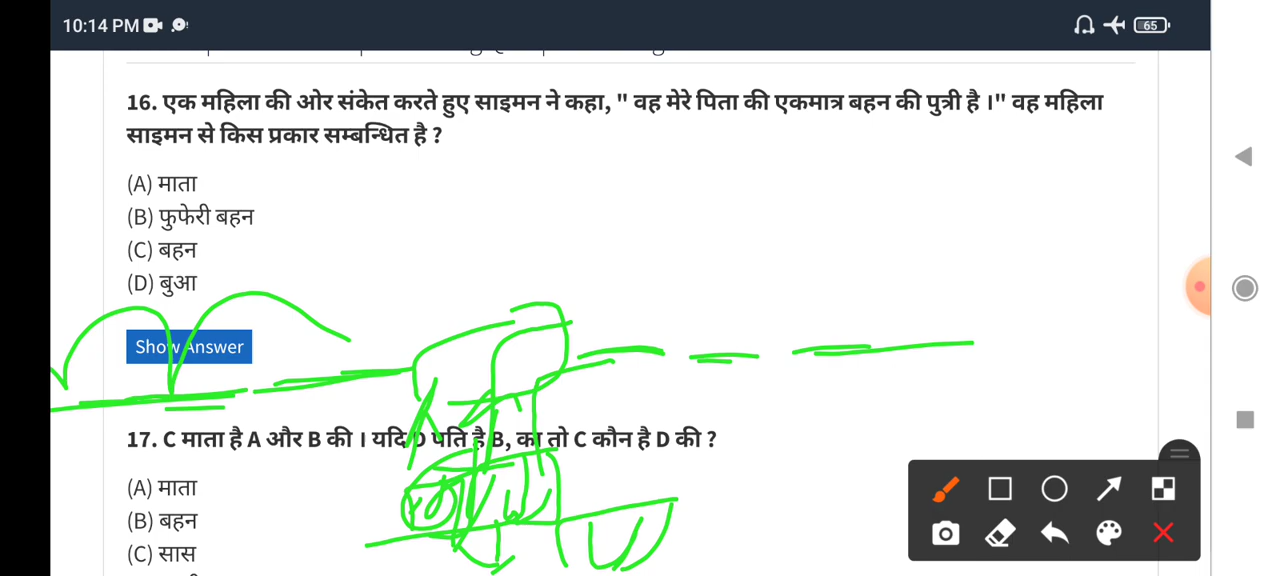 10:14 PM
65
16. एक महिला की ओर संकेत करते हुए साइमन ने कहा, " वह मेरे पिता की एकमात्र बहन की पुत्री है ।" वह महिला
साइमन से किस प्रकार सम्बन्धित है ?
(A) माता
(B) फुफेरी बहन
(C) बहन
(D) बुआ
Show Answer
17. C माता है A और B की । यदि D पति है B, का तो C कौन है D की ?
(A) माता
(B) बहन
(C) सास